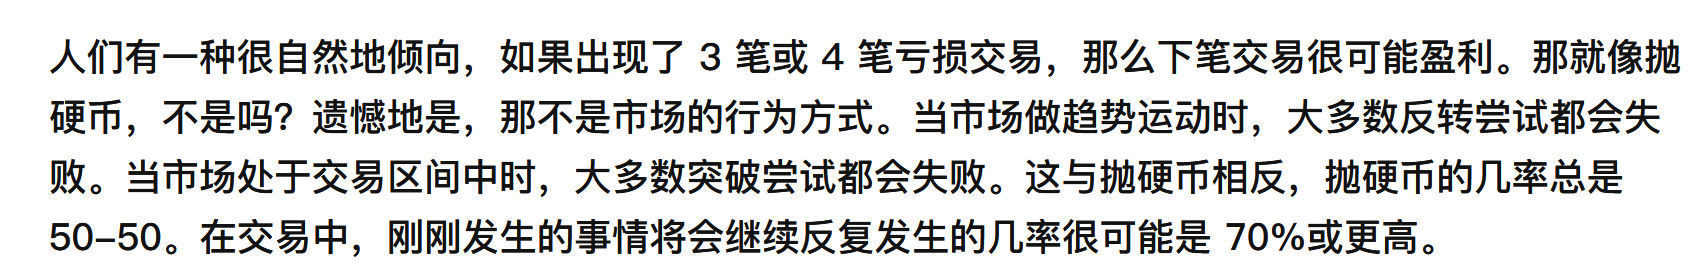 人们有一种很自然地倾向，如果出现了 3 笔或 4 笔亏损交易，那么下笔交易很可能盈利。那就像抛
硬币，不是吗？遗憾地是，那不是市场的行为方式。当市场做趋势运动时，大多数反转尝试都会失
败。当市场处于交易区间中时，大多数突破尝试都会失败。这与抛硬币相反，抛硬币的几率总是
50–50。在交易中，刚刚发生的事情将会继续反复发生的几率很可能是 70%或更高。